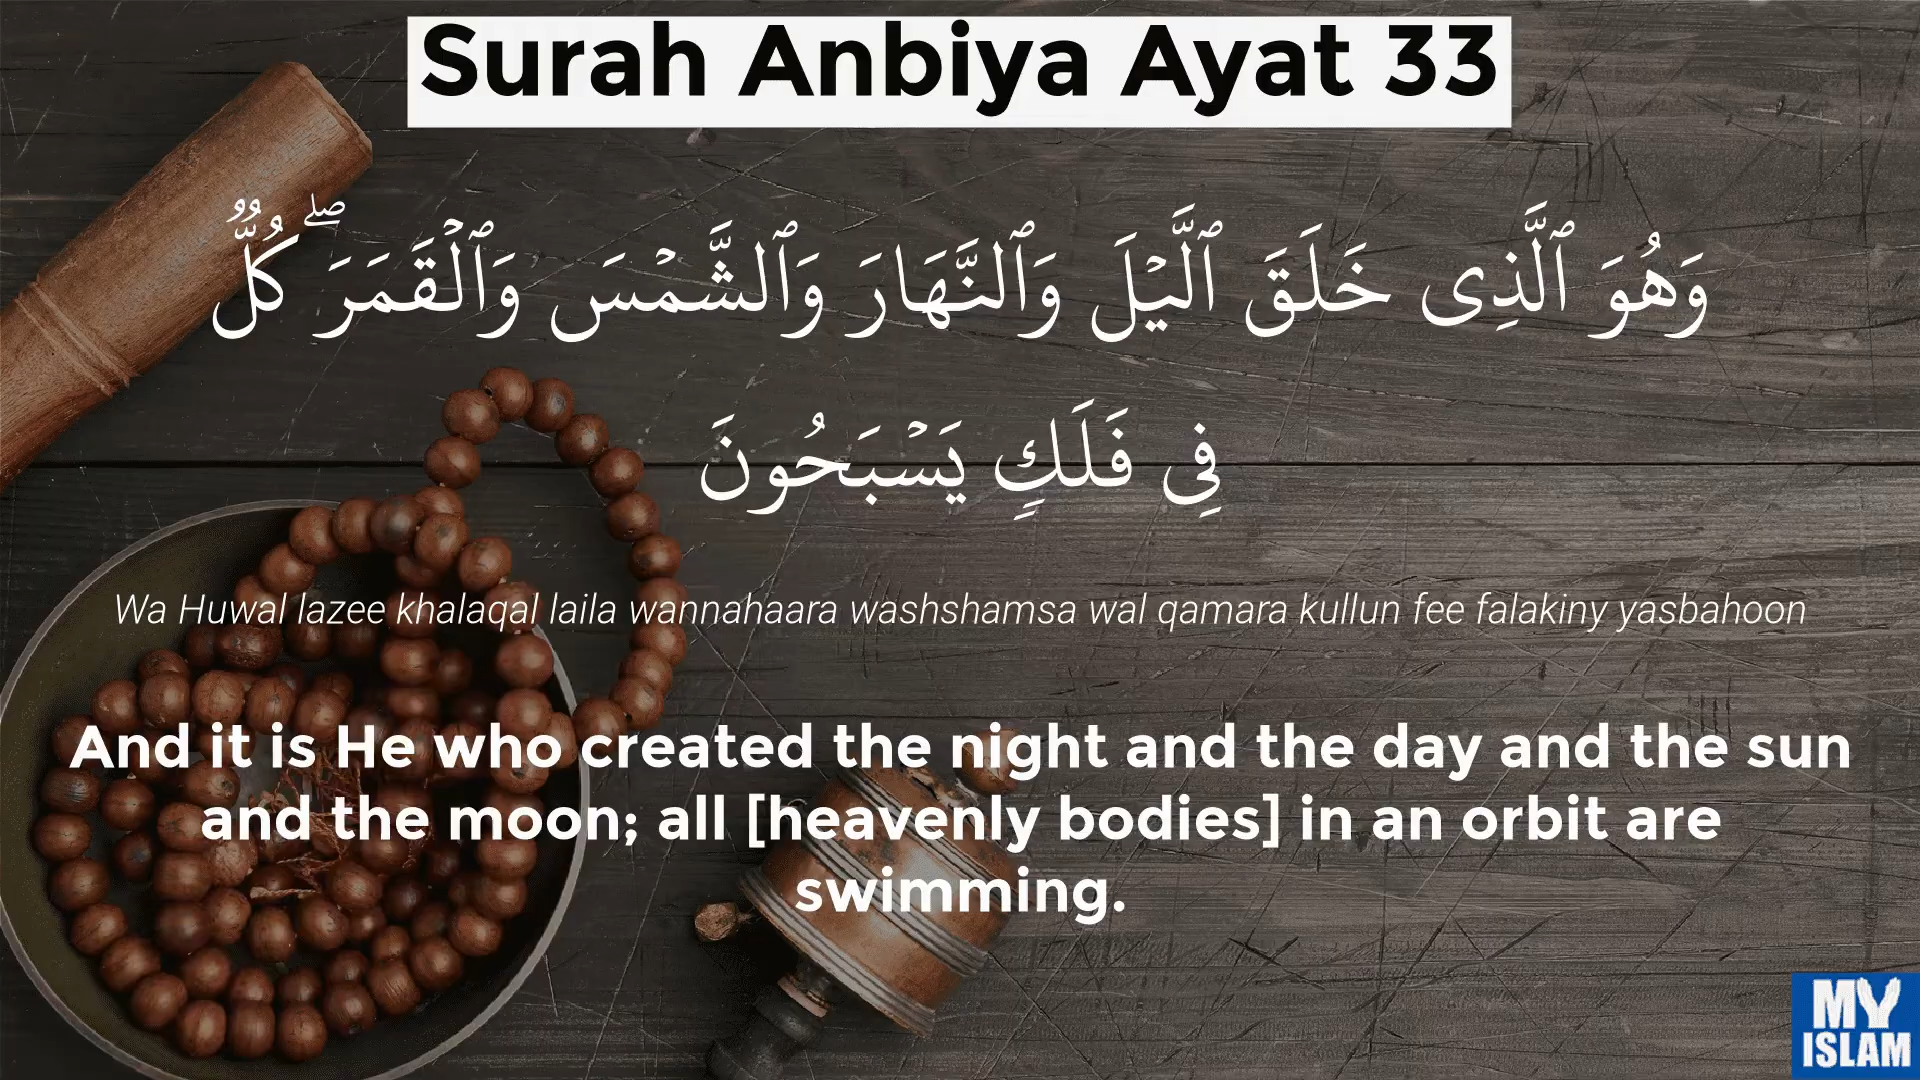 Surah Anbiya Ayat 33
وَهُوَ ٱلَّذِى خَلَقَ ٱلَّيْلَ وَٱلنَّهَارَ وَٱلشَّمْسَ وَٱلْقَمَرَ ۖ كُلٌّ
فِى فَلَكٍ يَسْبَحُونَ
Wa Huwal lazee khalaqal laila wannahaara washshamsa wal qamara kullun fee falakiny yasbahoon
And it is He who created the night and the day and the sun
and the moon; all [heavenly bodies] in an orbit are
swimming.
MY
ISLAM